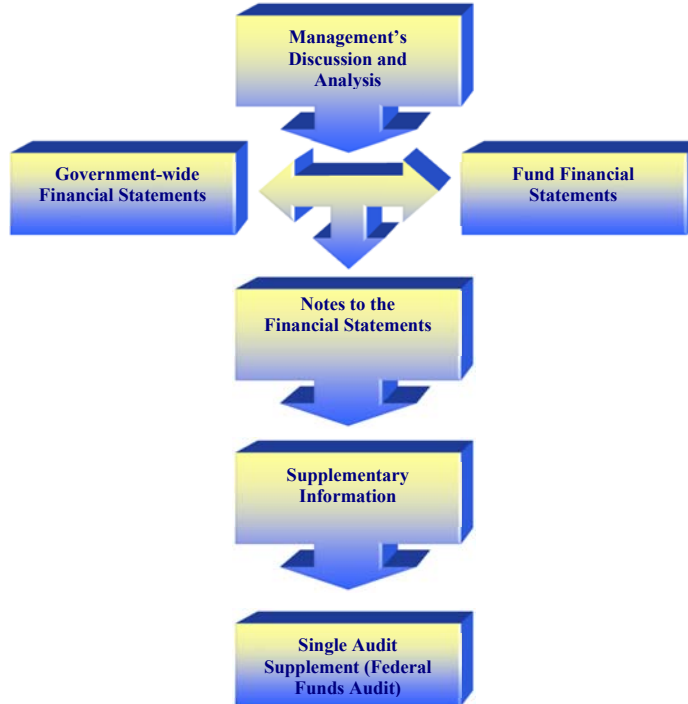 Management’s
Discussion and
Analysis
Government-wide
Financial Statements
Fund Financial
Statements
Notes to the
Financial Statements
Supplementary
Information
Single Audit
Supplement (Federal
Funds Audit)